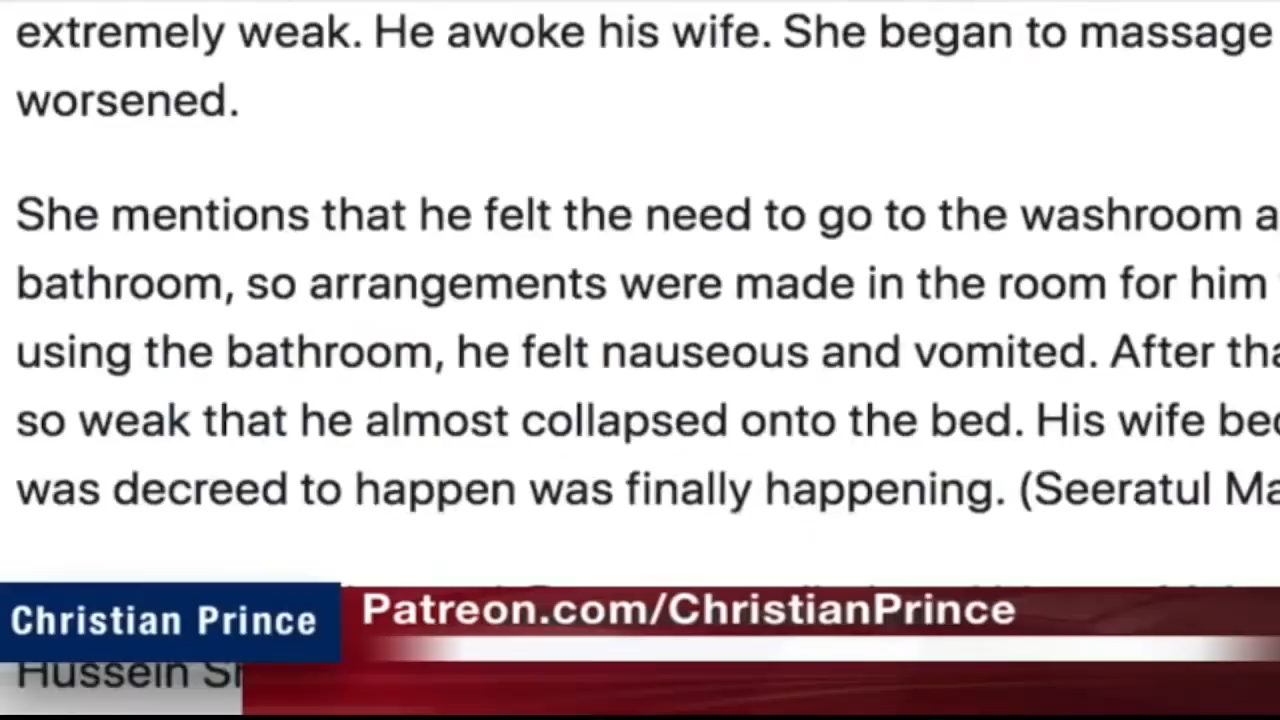 extremely weak. He awoke his wife. She began to massage
worsened.
She mentions that he felt the need to go to the washroom a
bathroom, so arrangements were made in the room for him
using the bathroom, he felt nauseous and vomited. After tha
so weak that he almost collapsed onto the bed. His wife bec
was decreed to happen was finally happening. (Seeratul Ma
Christian Prince
Patreon.com/ChristianPrince
Hussein